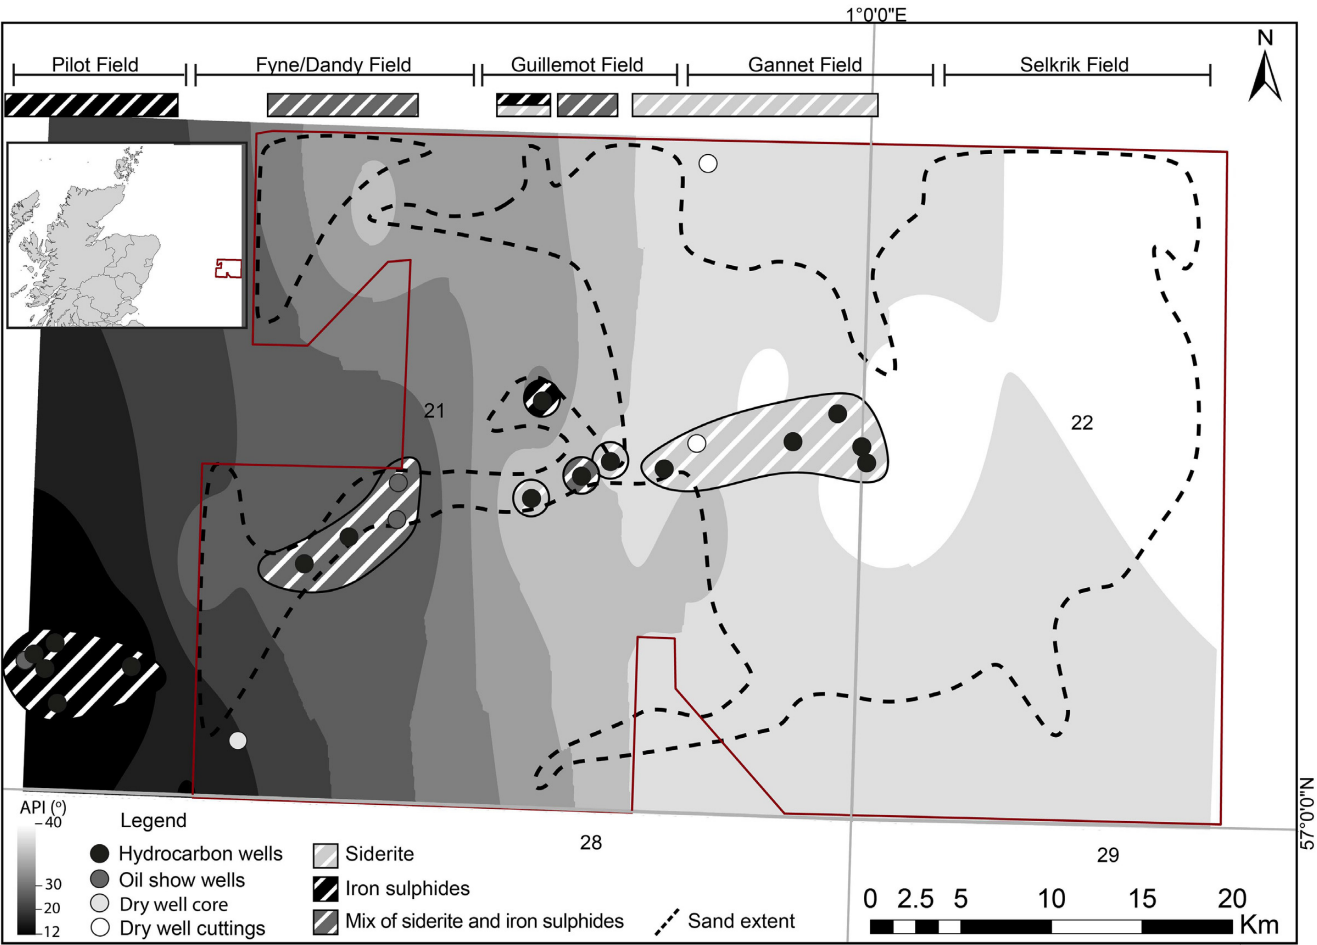 1°0'0"E
N
Pilot Field
Fyne/Dandy Field
Guillemot Field
Gannet Field
Selkrik Field
21
22
57°0'0"N
API (º)
40
30
20
12
Legend
Hydrocarbon wells
Oil show wells
Dry well core
Dry well cuttings
Siderite
Iron sulphides
Mix of siderite and iron sulphides
Sand extent
28
29
0 2.5 5 10 15 20
Km